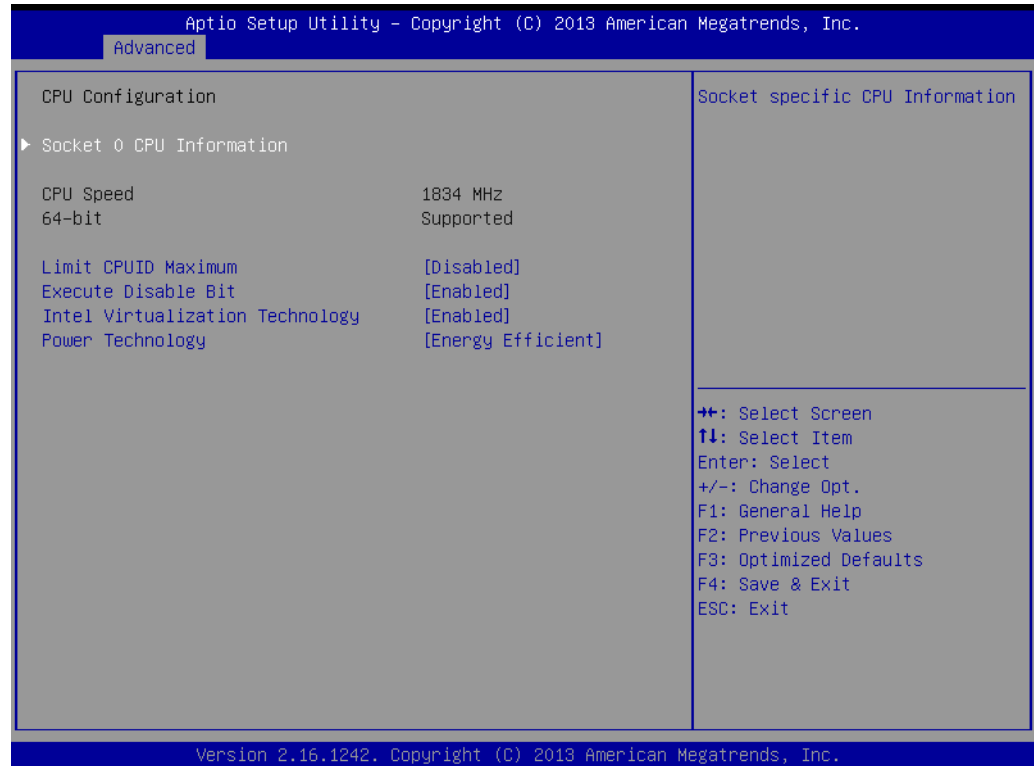 Aptio Setup Utility – Copyright (C) 2013 American Megatrends, Inc.
Advanced
CPU Configuration
Socket 0 CPU Information
CPU Speed 1834 MHz
64-bit Supported
Limit CPUID Maximum [Disabled]
Execute Disable Bit [Enabled]
Intel Virtualization Technology [Enabled]
Power Technology [Energy Efficient]
Socket specific CPU Information
→←: Select Screen
↑↓: Select Item
Enter: Select
+/-: Change Opt.
F1: General Help
F2: Previous Values
F3: Optimized Defaults
F4: Save & Exit
ESC: Exit
Version 2.16.1242. Copyright (C) 2013 American Megatrends, Inc.